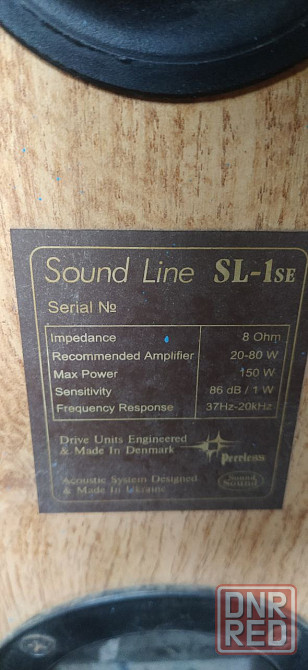 Sound Line SL-1SE
Serial №
Impedance 8 Ohm
Recommended Amplifier 20-80 W
Max Power 150 W
Sensitivity 86 dB / 1 W
Frequency Response 37Hz-20kHz
Drive Units Engineered
& Made In Denmark
Peerless
Acoustic System Designed
& Made In Ukraine
Sound
Sound
DNR
RED